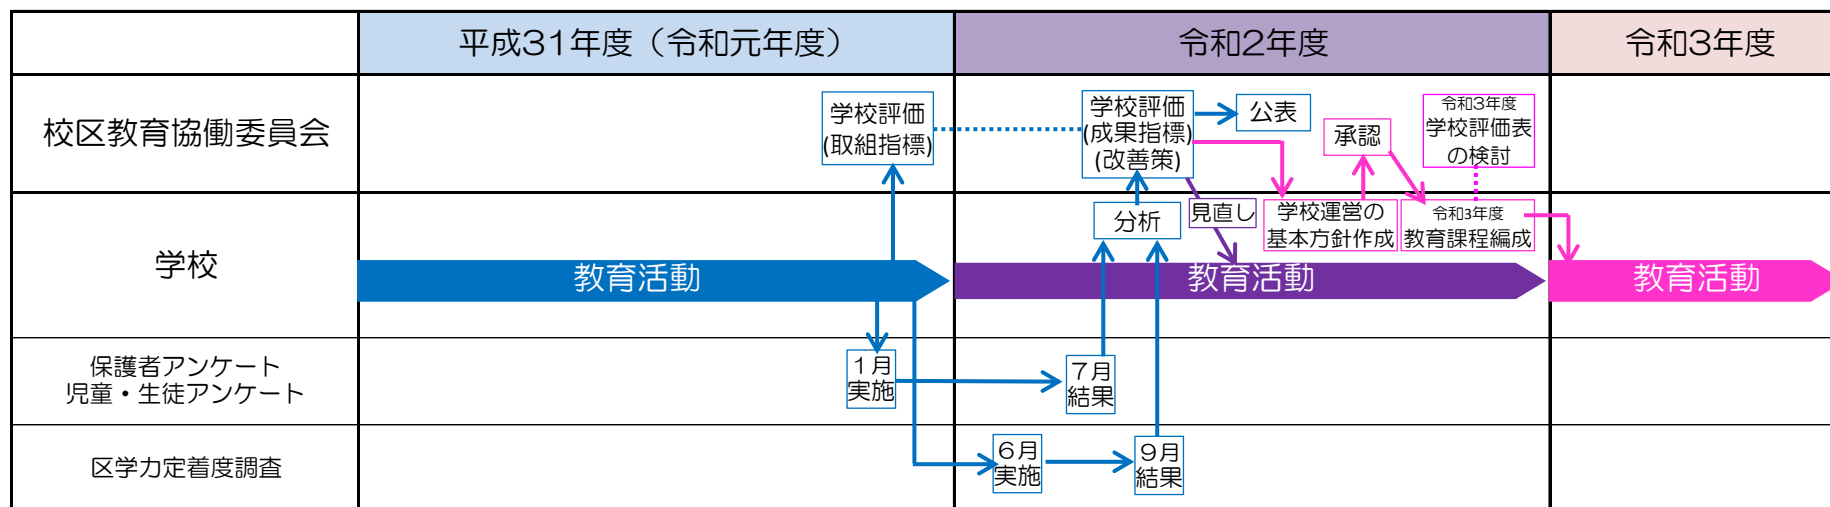 平成31年度（令和元年度）
令和2年度
令和3年度
校区教育協働委員会
学校評価
(取組指標)
学校評価
(成果指標)
(改善策)
公表
承認
令和3年度
学校評価表
の検討
学校
分析
見直し
学校運営の
基本方針作成
令和3年度
教育課程編成
教育活動
教育活動
教育活動
保護者アンケート
児童・生徒アンケート
１月
実施
７月
結果
区学力定着度調査
６月
実施
９月
結果